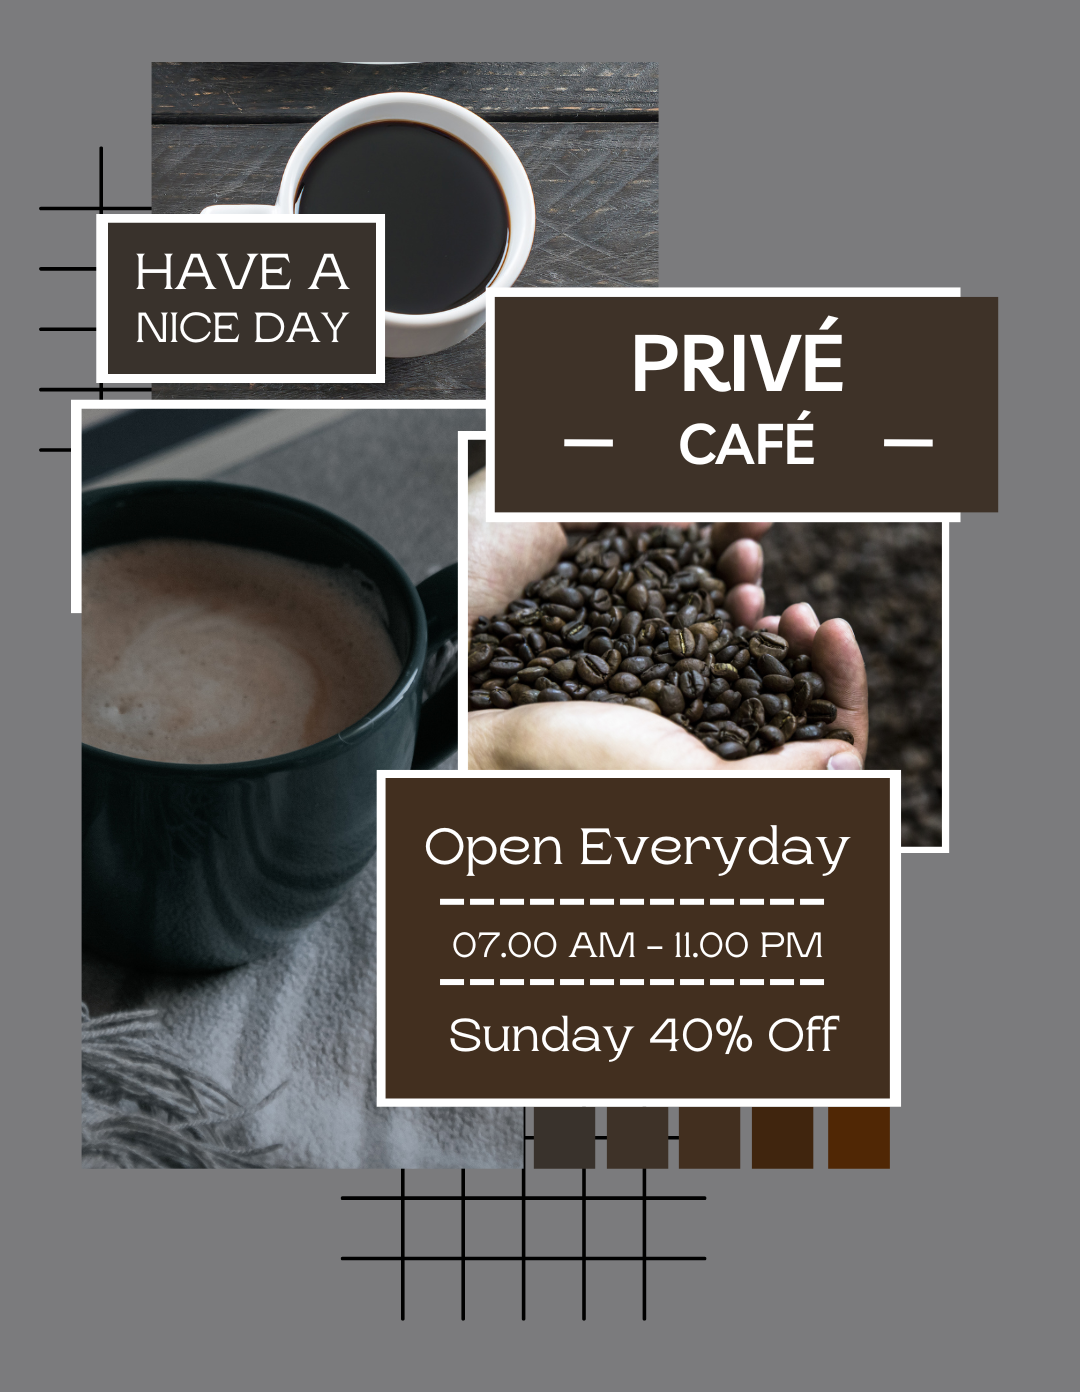 HAVE A
NICE DAY
PRIVÉ
CAFÉ
Open Everyday
07.00 AM - 11.00 PM
Sunday 40% Off